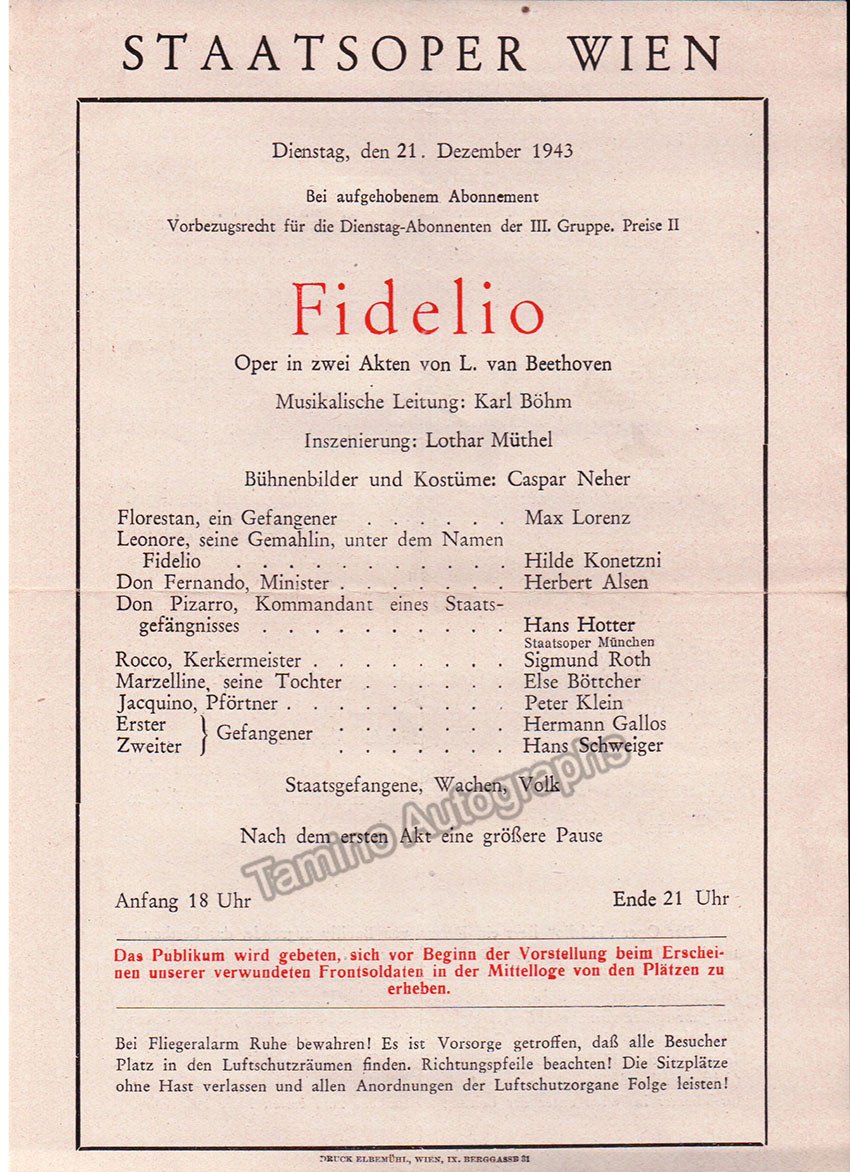 STAATSOPER WIEN
Dienstag, den 21. Dezember 1943
Bei aufgehobenem Abonnement
Vorbezugsrecht für die Dienstag-Abonnenten der III. Gruppe. Preise II
Fidelio
Oper in zwei Akten von L. van Beethoven
Musikalische Leitung: Karl Böhm
Inszenierung: Lothar Müthel
Bühnenbilder und Kostüme: Caspar Neher
Florestan, ein Gefangener . . . . . . Max Lorenz
Leonore, seine Gemahlin, unter dem Namen
Fidelio . . . . . . . . . . . Hilde Konetzni
Don Fernando, Minister . . . . . . . Herbert Alsen
Don Pizarro, Kommandant eines Staats-
gefängnisses . . . . . . . . . . Hans Hotter
Staatsoper München
Rocco, Kerkermeister . . . . . . . . Sigmund Roth
Marzelline, seine Tochter . . . . . . Else Böttcher
Jacquino, Pförtner . . . . . . . . . Peter Klein
Erster } Gefangener . . . . . . . Hermann Gallos
Zweiter } . . . . . . . Hans Schweiger
Staatsgefangene, Wachen, Volk
Tamino Autographs
Nach dem ersten Akt eine größere Pause
Anfang 18 Uhr Ende 21 Uhr
Das Publikum wird gebeten, sich vor Beginn der Vorstellung beim Erschei-
nen unserer verwundeten Frontsoldaten in der Mittelloge von den Plätzen zu
erheben.
Bei Fliegeralarm Ruhe bewahren! Es ist Vorsorge getroffen, daß alle Besucher
Platz in den Luftschutzräumen finden. Richtungspfeile beachten! Die Sitzplätze
ohne Hast verlassen und allen Anordnungen der Luftschutzorgane Folge leisten!
DRUCK ELBEMÜHL, WIEN, IX. BERGGASSE 31